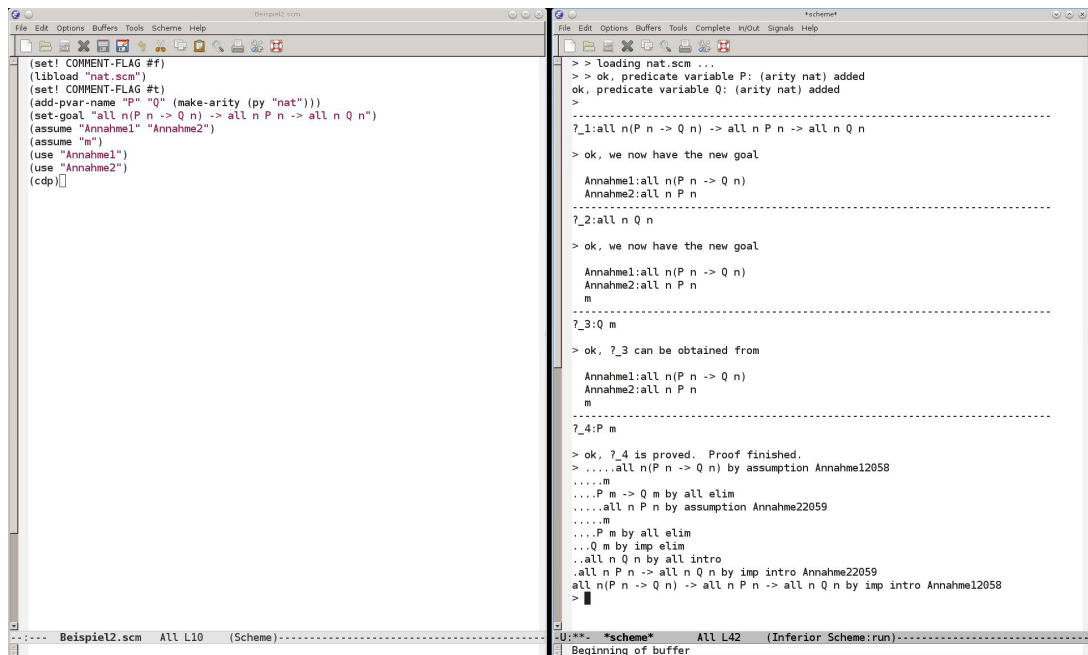 Beispiel2.scm
File Edit Options Buffers Tools Scheme Help
(set! COMMENT-FLAG #f)
(libload "nat.scm")
(set! COMMENT-FLAG #t)
(add-pvar-name "P" "Q" (make-arity (py "nat")))
(set-goal "all n(P n -> Q n) -> all n P n -> all n Q n")
(assume "Annahme1" "Annahme2")
(assume "m")
(use "Annahme1")
(use "Annahme2")
(cdp)
--:--- Beispiel2.scm All L10 (Scheme)----------------------------------------
*scheme*
File Edit Options Buffers Tools Complete In/Out Signals Help
> > loading nat.scm ...
> > ok, predicate variable P: (arity nat) added
ok, predicate variable Q: (arity nat) added
>
-----------------------------------------------------------------------------
?_1:all n(P n -> Q n) -> all n P n -> all n Q n
> ok, we now have the new goal
Annahme1:all n(P n -> Q n)
Annahme2:all n P n
-----------------------------------------------------------------------------
?_2:all n Q n
> ok, we now have the new goal
Annahme1:all n(P n -> Q n)
Annahme2:all n P n
m
-----------------------------------------------------------------------------
?_3:Q m
> ok, ?_3 can be obtained from
Annahme1:all n(P n -> Q n)
Annahme2:all n P n
m
-----------------------------------------------------------------------------
?_4:P m
> ok, ?_4 is proved.  Proof finished.
> .....all n(P n -> Q n) by assumption Annahme12058
.....m
....P m -> Q m by all elim
.....all n P n by assumption Annahme22059
.....m
....P m by all elim
...Q m by imp elim
..all n Q n by all intro
.all n P n -> all n Q n by imp intro Annahme22059
all n(P n -> Q n) -> all n P n -> all n Q n by imp intro Annahme12058
>
-U:**- *scheme* All L42 (Inferior Scheme:run)------------------------------
Beginning of buffer